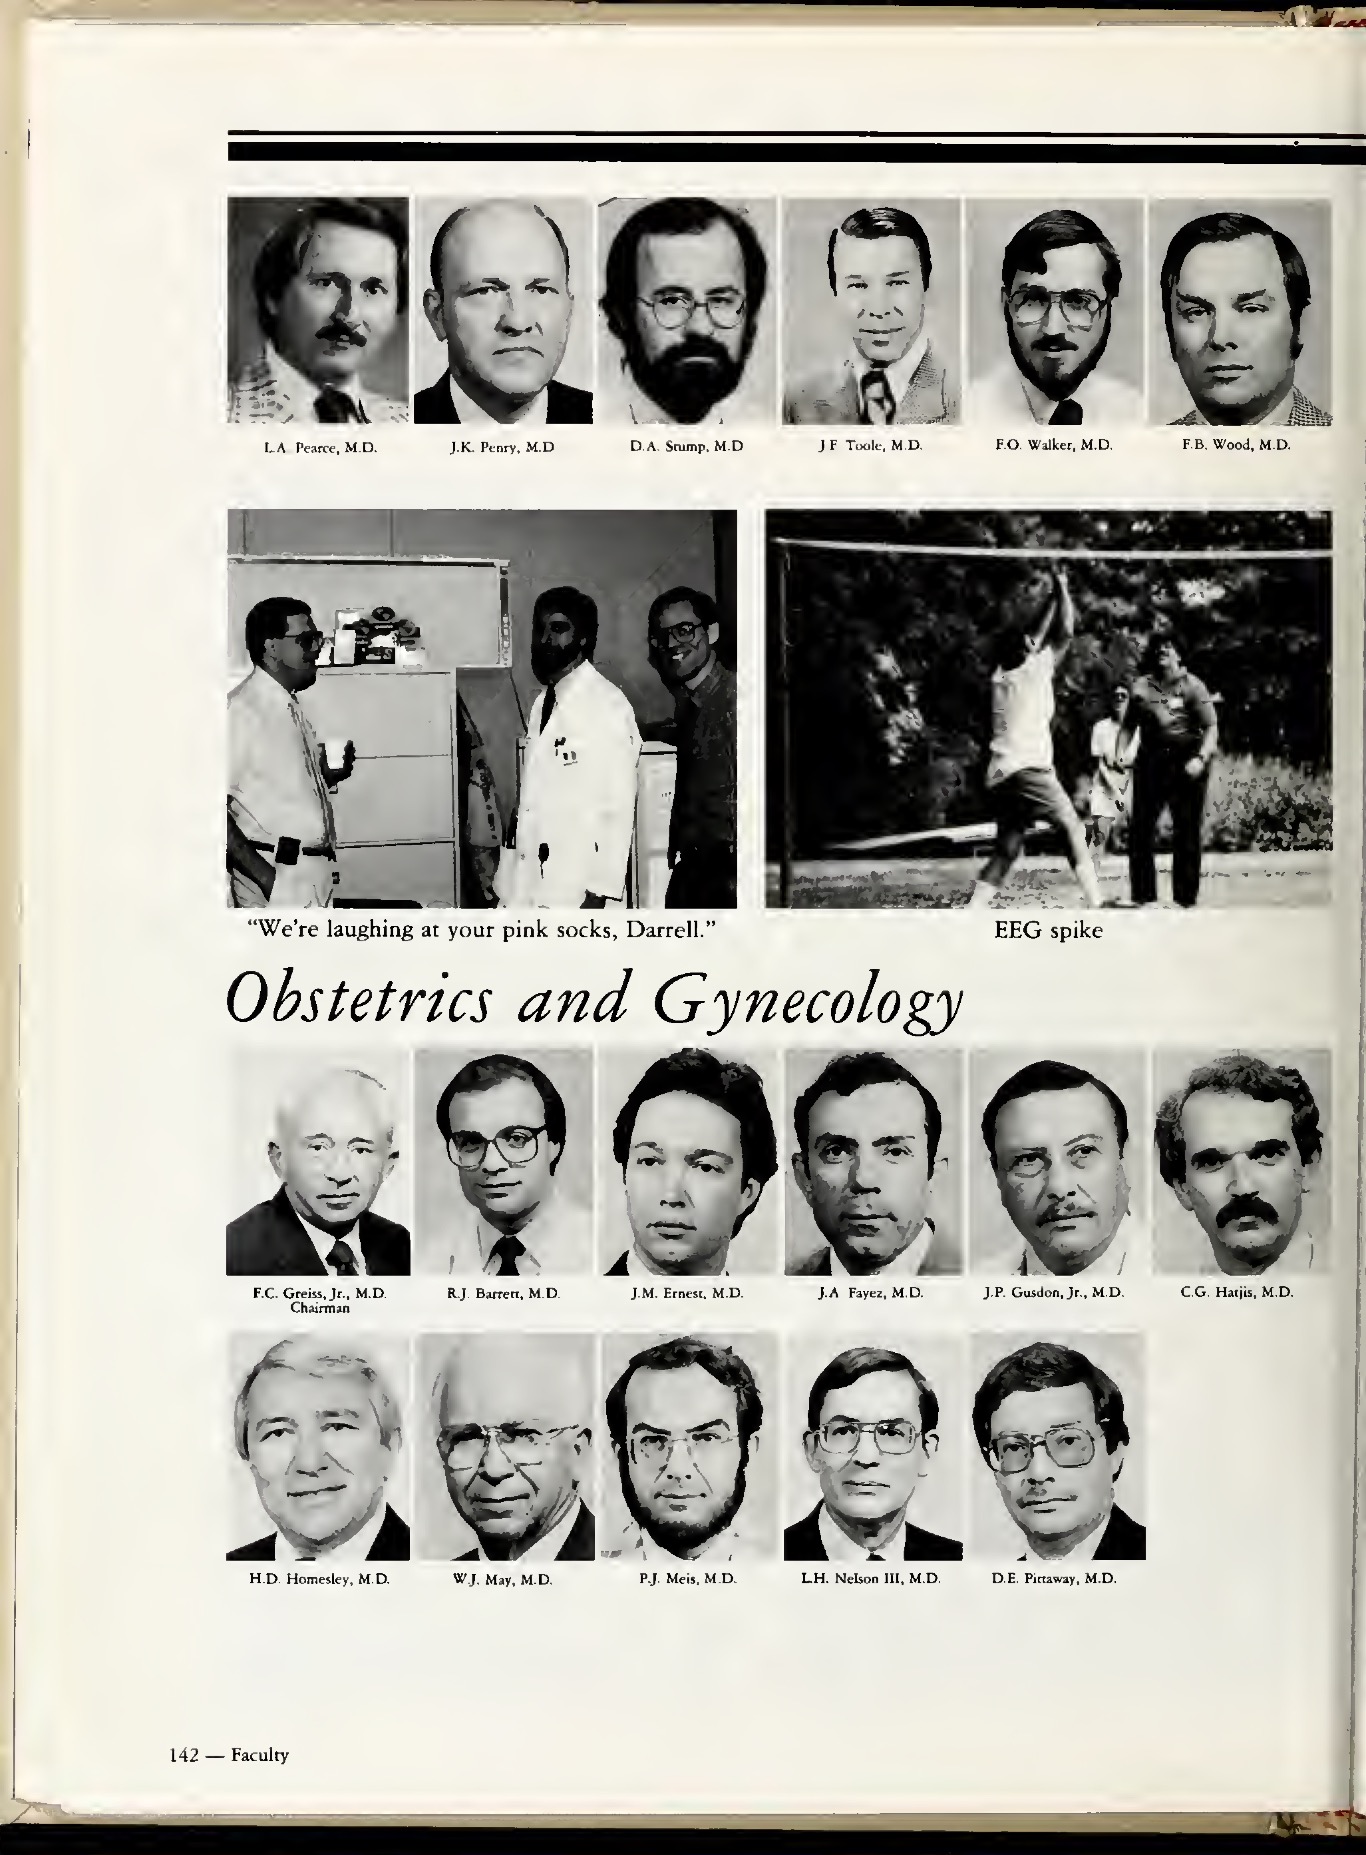 L.A. Pearce, M.D.
J.K. Penry, M.D
D.A. Stump, M.D
J F Toole, M.D.
F.O. Walker, M.D.
F.B. Wood, M.D.
“We’re laughing at your pink socks, Darrell.”
EEG spike
Obstetrics and Gynecology
F.C. Greiss, Jr., M.D.
Chairman
R.J. Barrett, M.D.
J.M. Ernest, M.D.
J.A Fayez, M.D.
J.P. Gusdon, Jr., M.D.
C.G. Hatjis, M.D.
H.D. Homesley, M.D.
W.J. May, M.D.
P.J. Meis, M.D.
L.H. Nelson III, M.D.
D.E. Pittaway, M.D.
142 — Faculty